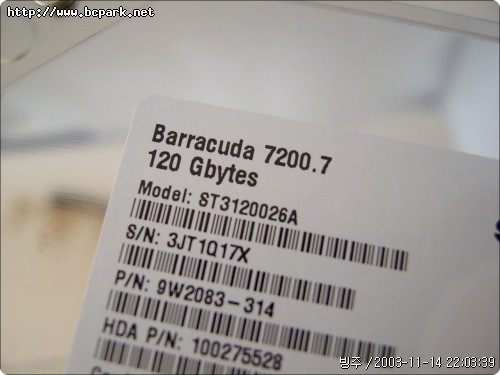 http://www.bcpark.net
Barracuda 7200.7
120 Gbytes
Model: ST3120026A
S/N: 3JT1Q17X
P/N: 9W2083-314
HDA P/N: 100275528
빙주 / 2003-11-14 22:03:39